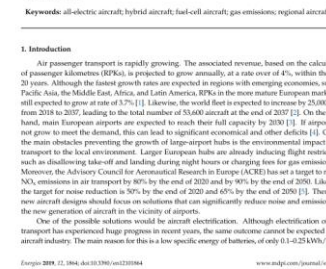 Keywords: all-electric aircraft; hybrid aircraft; fuel-cell aircraft; gas emissions; regional aircraft
1. Introduction
Air passenger transport is rapidly growing. The associated revenue, based on the calcu
of passenger kilometres (RPKs), is projected to grow annually, at a rate over 4%, within the
20 years. Although the fastest growth rates are expected in regions with emerging economies, s
Pacific Asia, the Middle East, Africa, and Latin America, RPKs in the more mature European mark
still expected to grow at rate of 3.7% [1]. Likewise, the world fleet is expected to increase by 25,000
from 2018 to 2037, leading to the total number of 53,600 aircraft at the end of 2037 [2]. On the
hand, main European airports are expected to reach their full capacity by 2030 [3]. If airpo
not grow to meet the demand, this can lead to significant economical and other deficits [4]. C
the main obstacles preventing the growth of large-airport hubs is the environmental impact
transport to the local environment. Larger European hubs are already inducing flight restri
such as disallowing take-off and landing during night hours or charging fees for gas emissio
Moreover, the Advisory Council for Aeronautical Research in Europe (ACRE) has set a target to r
NOx emissions in air transport by 80% by the end of 2020 and by 90% by the end of 2050. Like
the target for noise reduction is 50% by the end of 2020 and 65% by the end of 2050 [5]. The
new aircraft designs should focus on solutions that can significantly reduce noise and emissio
the new generation of aircraft in the vicinity of airports.
One of the possible solutions would be aircraft electrification. Although electrification o
transport has experienced huge progress in recent years, the same outcome cannot be expected
aircraft industry. The main reason for this is a low specific energy of batteries, of only 0.1–0.25 kWh/
Energies 2019, 12, 1864; doi:10.3390/en12101864
www.mdpi.com/journal/e